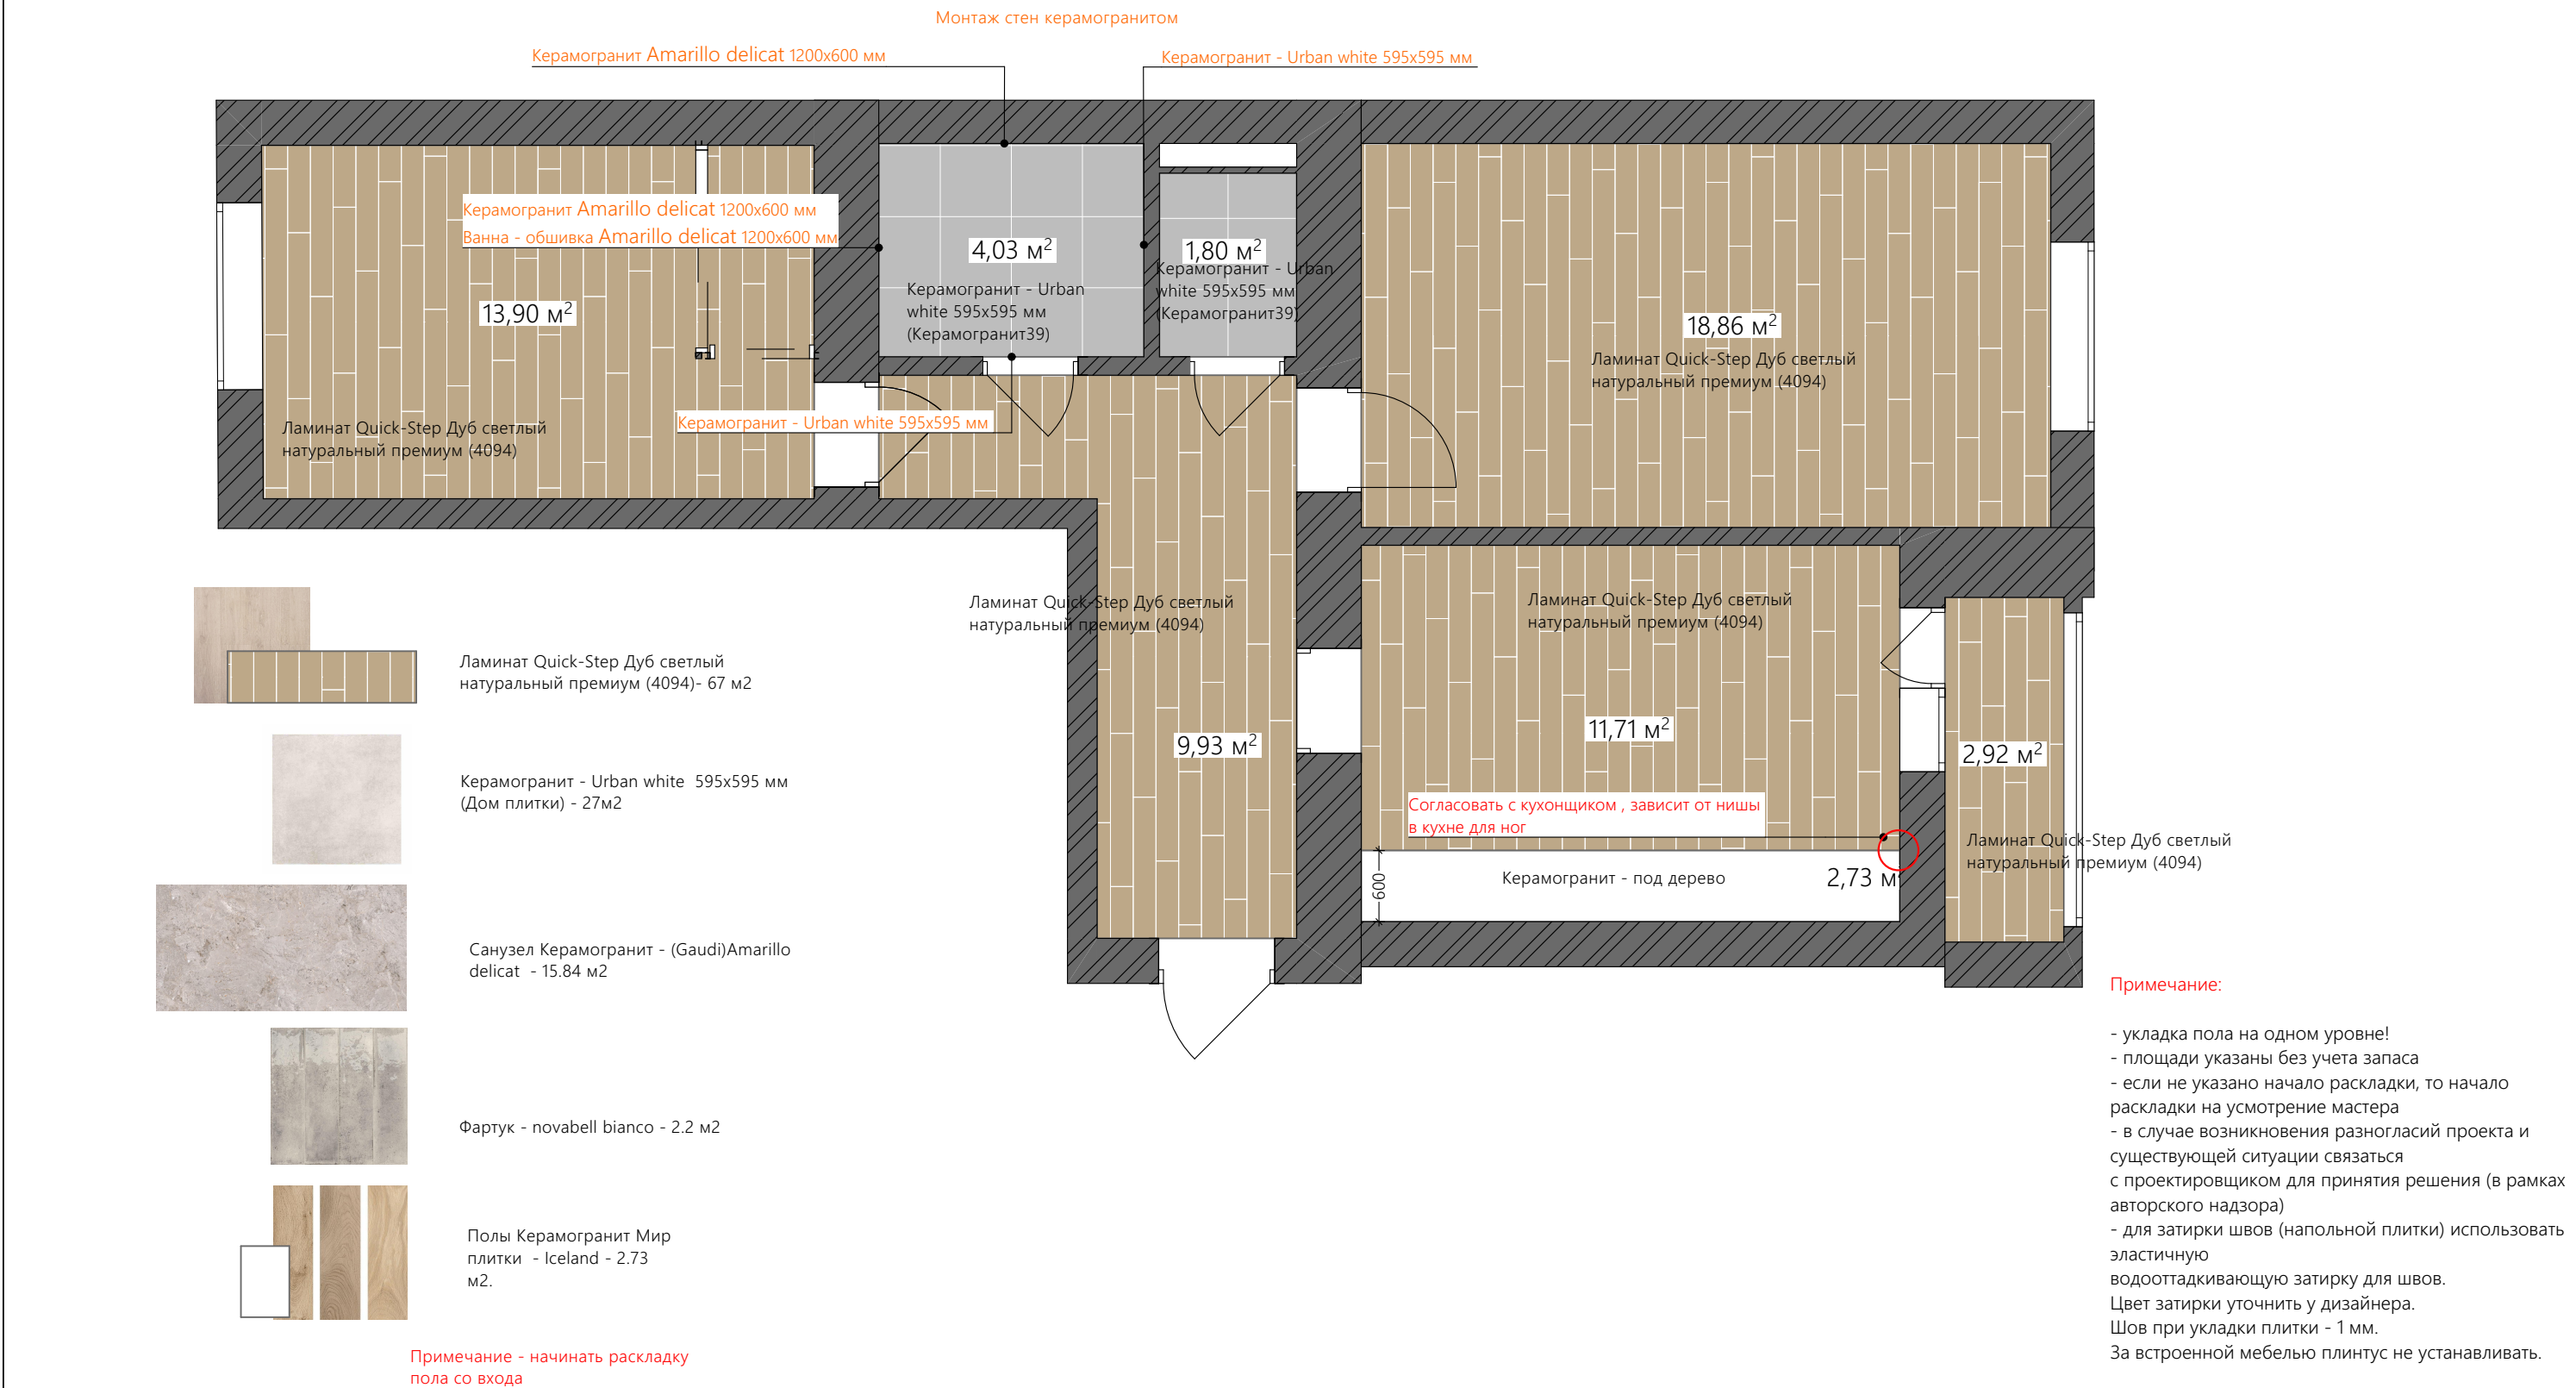 Монтаж стен керамогранитом
Керамогранит Amarillo delicat 1200х600 мм
Керамогранит - Urban white 595х595 мм
Керамогранит Amarillo delicat 1200х600 мм
Ванна - обшивка Amarillo delicat 1200х600 мм
13,90 м²
Ламинат Quick-Step Дуб светлый
натуральный премиум (4094)
4,03 м²
Керамогранит - Urban
white 595х595 мм
(Керамогранит39)
1,80 м²
Керамогранит - Urban
white 595х595 мм
(Керамогранит39)
Керамогранит - Urban white 595х595 мм
18,86 м²
Ламинат Quick-Step Дуб светлый
натуральный премиум (4094)
Ламинат Quick-Step Дуб светлый
натуральный премиум (4094)
9,93 м²
Ламинат Quick-Step Дуб светлый
натуральный премиум (4094)
11,71 м²
Согласовать с кухонщиком , зависит от нишы
в кухне для ног
600
Керамогранит - под дерево
2,73 м
2,92 м²
Ламинат Quick-Step Дуб светлый
натуральный премиум (4094)
Ламинат Quick-Step Дуб светлый
натуральный премиум (4094)- 67 м2
Керамогранит - Urban white 595х595 мм
(Дом плитки) - 27м2
Санузел Керамогранит - (Gaudi)Amarillo
delicat - 15.84 м2
Фартук - novabell bianco - 2.2 м2
Полы Керамогранит Мир
плитки - Iceland - 2.73
м2.
Примечание - начинать раскладку
пола со входа
Примечание:
- укладка пола на одном уровне!
- площади указаны без учета запаса
- если не указано начало раскладки, то начало
раскладки на усмотрение мастера
- в случае возникновения разногласий проекта и
существующей ситуации связаться
с проектировщиком для принятия решения (в рамках
авторского надзора)
- для затирки швов (напольной плитки) использовать
эластичную
водооттадкивающую затирку для швов.
Цвет затирки уточнить у дизайнера.
Шов при укладки плитки - 1 мм.
За встроенной мебелью плинтус не устанавливать.